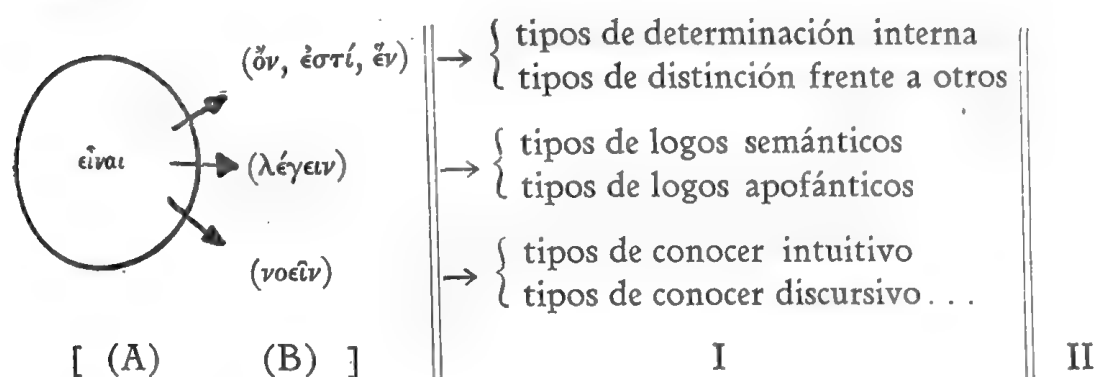 (ὄν, ἐστί, ἕν) → { tipos de determinación interna
tipos de distinción frente a otros
εἶναι
(λέγειν) → { tipos de logos semánticos
tipos de logos apofánticos
(νοεῖν) → { tipos de conocer intuitivo
tipos de conocer discursivo...
[ (A) (B) ] I II